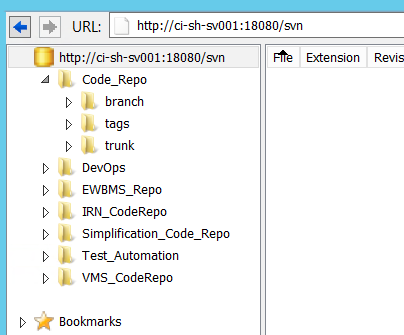 URL: http://ci-sh-sv001:18080/svn
http://ci-sh-sv001:18080/svn
File Extension Revis
Code_Repo
branch
tags
trunk
DevOps
EWBMS_Repo
IRN_CodeRepo
Simplification_Code_Repo
Test_Automation
VMS_CodeRepo
Bookmarks